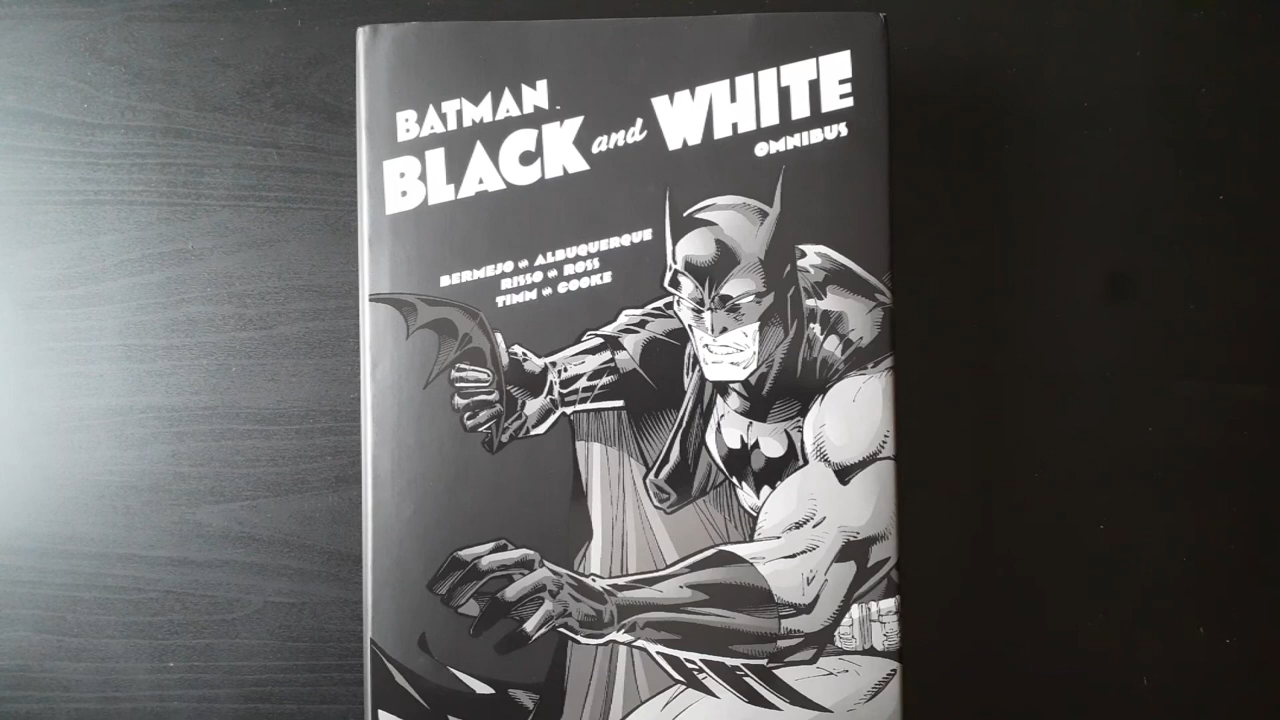 BATMAN
BLACK and WHITE
OMNIBUS
BERMEJO ALBUQUERQUE
RISSO ROSS
TIMM COOKE